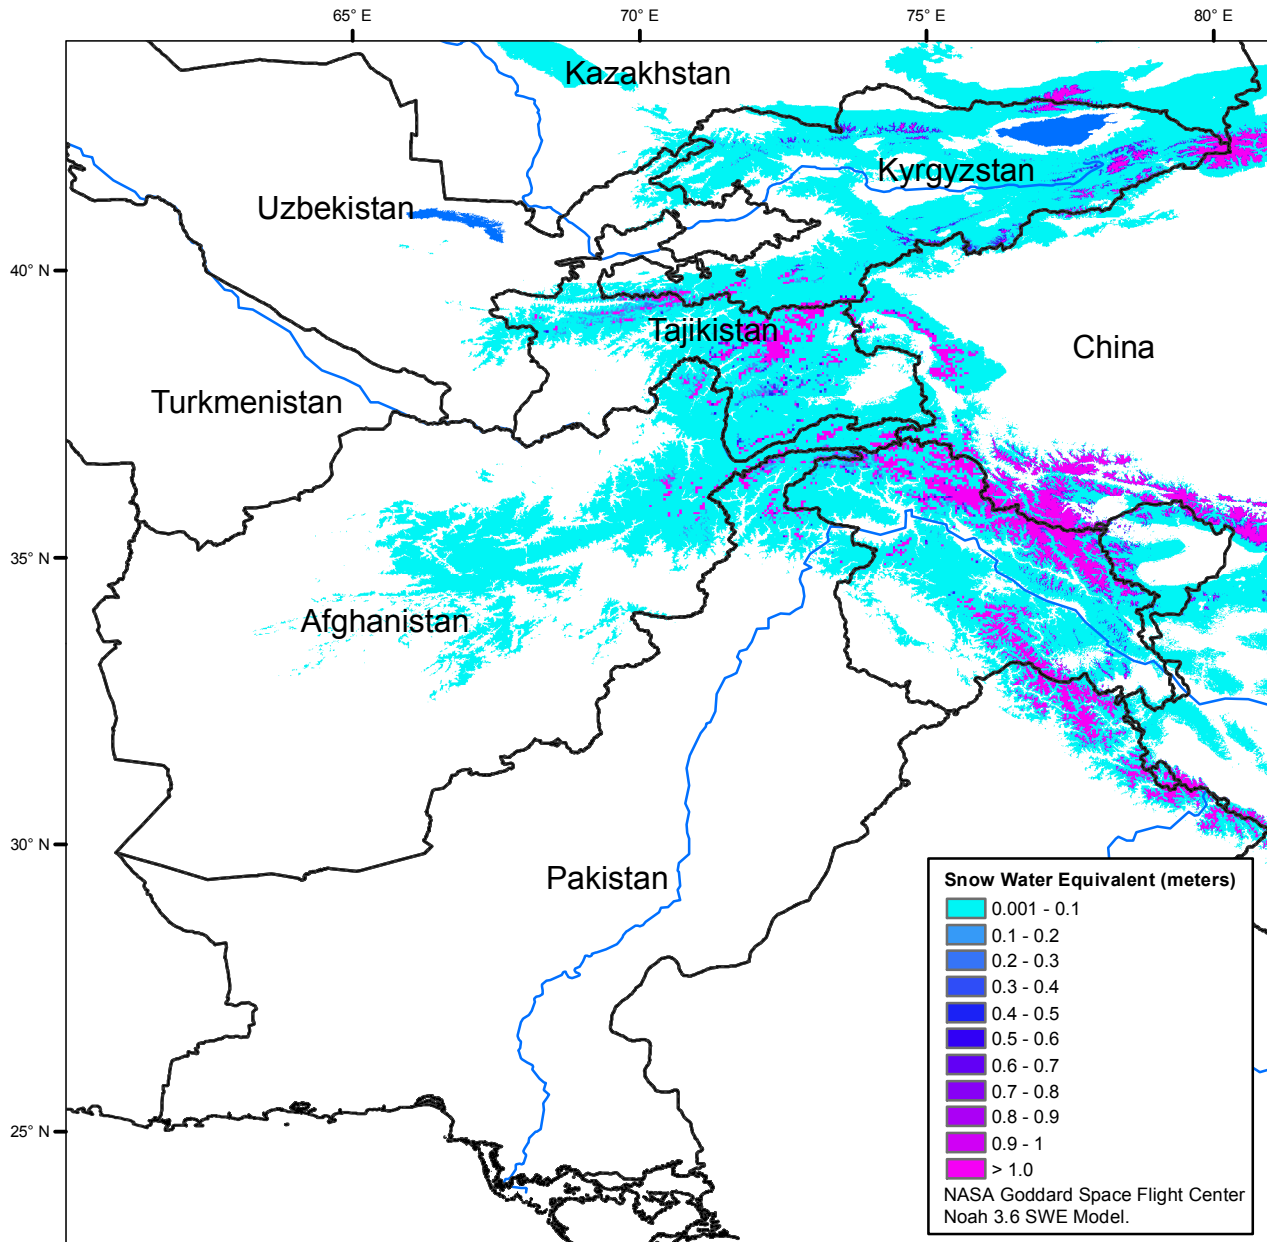 65° E
70° E
75° E
80° E
Kazakhstan
Kyrgyzstan
Uzbekistan
40° N
Tajikistan
China
Turkmenistan
35° N
Afghanistan
30° N
Pakistan
25° N
Snow Water Equivalent (meters)
0.001 - 0.1
0.1 - 0.2
0.2 - 0.3
0.3 - 0.4
0.4 - 0.5
0.5 - 0.6
0.6 - 0.7
0.7 - 0.8
0.8 - 0.9
0.9 - 1
> 1.0
NASA Goddard Space Flight Center
Noah 3.6 SWE Model.